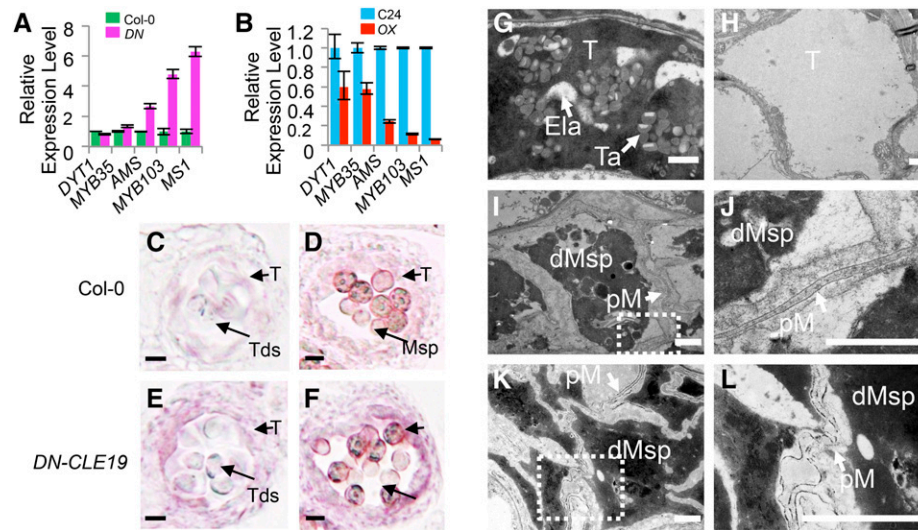 A
Col-0
DN
Relative
Expression Level
8
6
4
2
0
DYT1
MYB35
AMS
MYB103
MS1
B
C24
OX
Relative
Expression Level
1.0
0.8
0.6
0.4
0.2
0
DYT1
MYB35
AMS
MYB103
MS1
Col-0
C
T
Tds
D
T
Msp
DN-CLE19
E
T
Tds
F
G
T
Ela
Ta
H
T
I
dMsp
pM
J
dMsp
pM
K
pM
dMsp
L
dMsp
pM